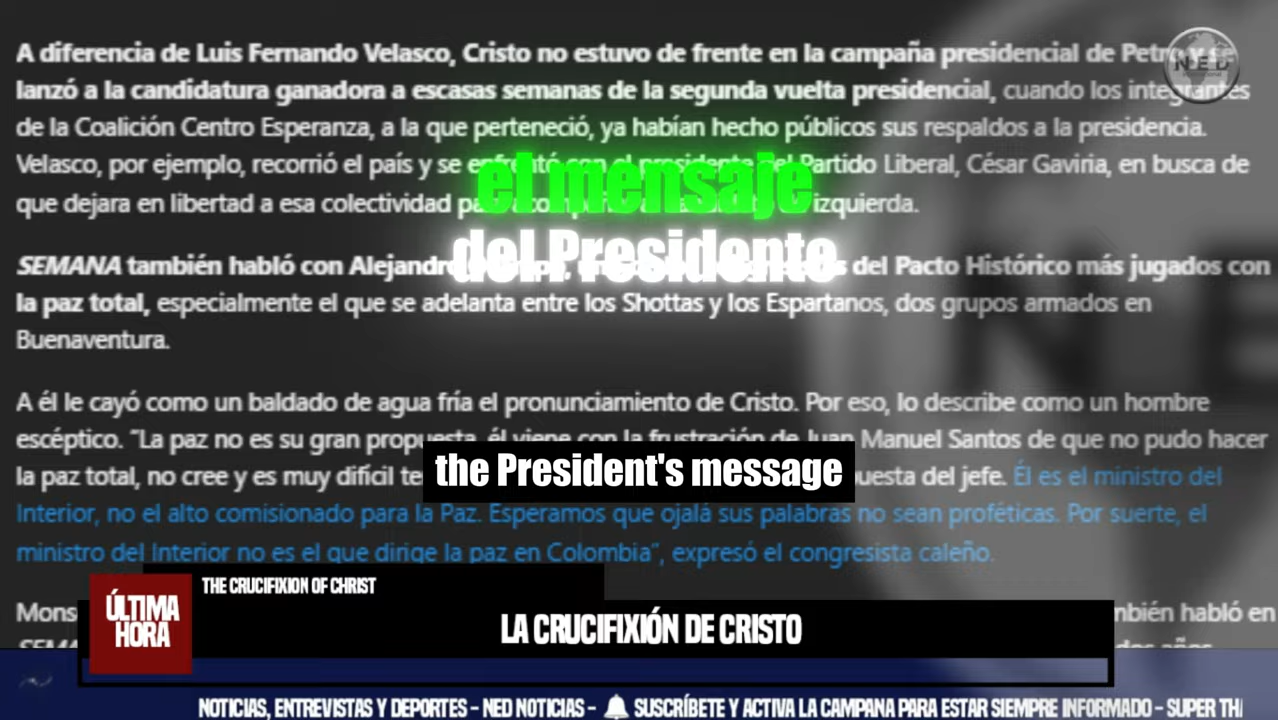 A diferencia de Luis Fernando Velasco, Cristo no estuvo de frente en la campaña presidencial de Petro y se
lanzó a la candidatura ganadora a escasas semanas de la segunda vuelta presidencial, cuando los integrantes
de la Coalición Centro Esperanza, a la que perteneció, ya habían hecho públicos sus respaldos a la presidencia.
Velasco, por ejemplo, recorrió el país y se enfrentó con el presidente del Partido Liberal, César Gaviria, en busca de
que dejara en libertad a esa colectividad izquierda.
el mensaje
del Presidente
SEMANA también habló con del Pacto Histórico más jugados con
la paz total, especialmente el que se adelanta entre los Shottas y los Espartanos, dos grupos armados en
Buenaventura.
A él le cayó como un baldado de agua fría el pronunciamiento de Cristo. Por eso, lo describe como un hombre
escéptico. "La paz no es su gran propuesta, él viene con la frustración de Juan Manuel Santos de que no pudo hacer
la paz total, no cree y es muy difícil del jefe. Él es el ministro del
the President's message
Interior, no el alto comisionado para la Paz. Esperamos que ojalá sus palabras no sean proféticas. Por suerte, el
ministro del Interior no es el que dirige la paz en Colombia", expresó el congresista caleño.
también habló en
N.E.D
ÚLTIMA
HORA
THE CRUCIFIXION OF CHRIST
LA CRUCIFIXIÓN DE CRISTO
NOTICIAS, ENTREVISTAS Y DEPORTES - NED NOTICIAS - SUSCRÍBETE Y ACTIVA LA CAMPANA PARA ESTAR SIEMPRE INFORMADO - SUPER